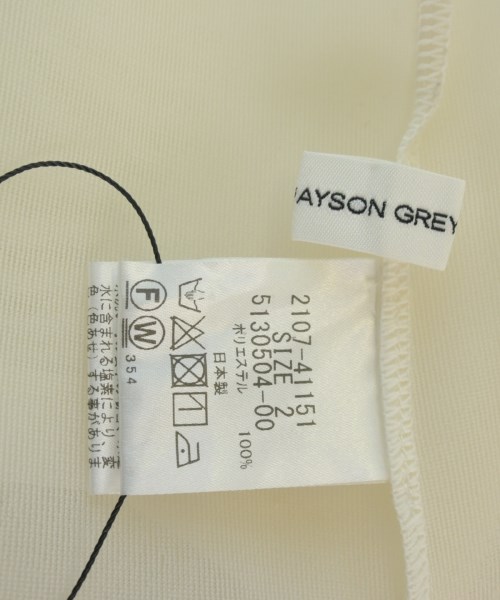 AYSON GREY
2107-41151
SIZE 2
5130504-00
ポリエステル 100%
日本製
F
W
354
水に含まれる塩素により、変
色(色あせ)する事がありま